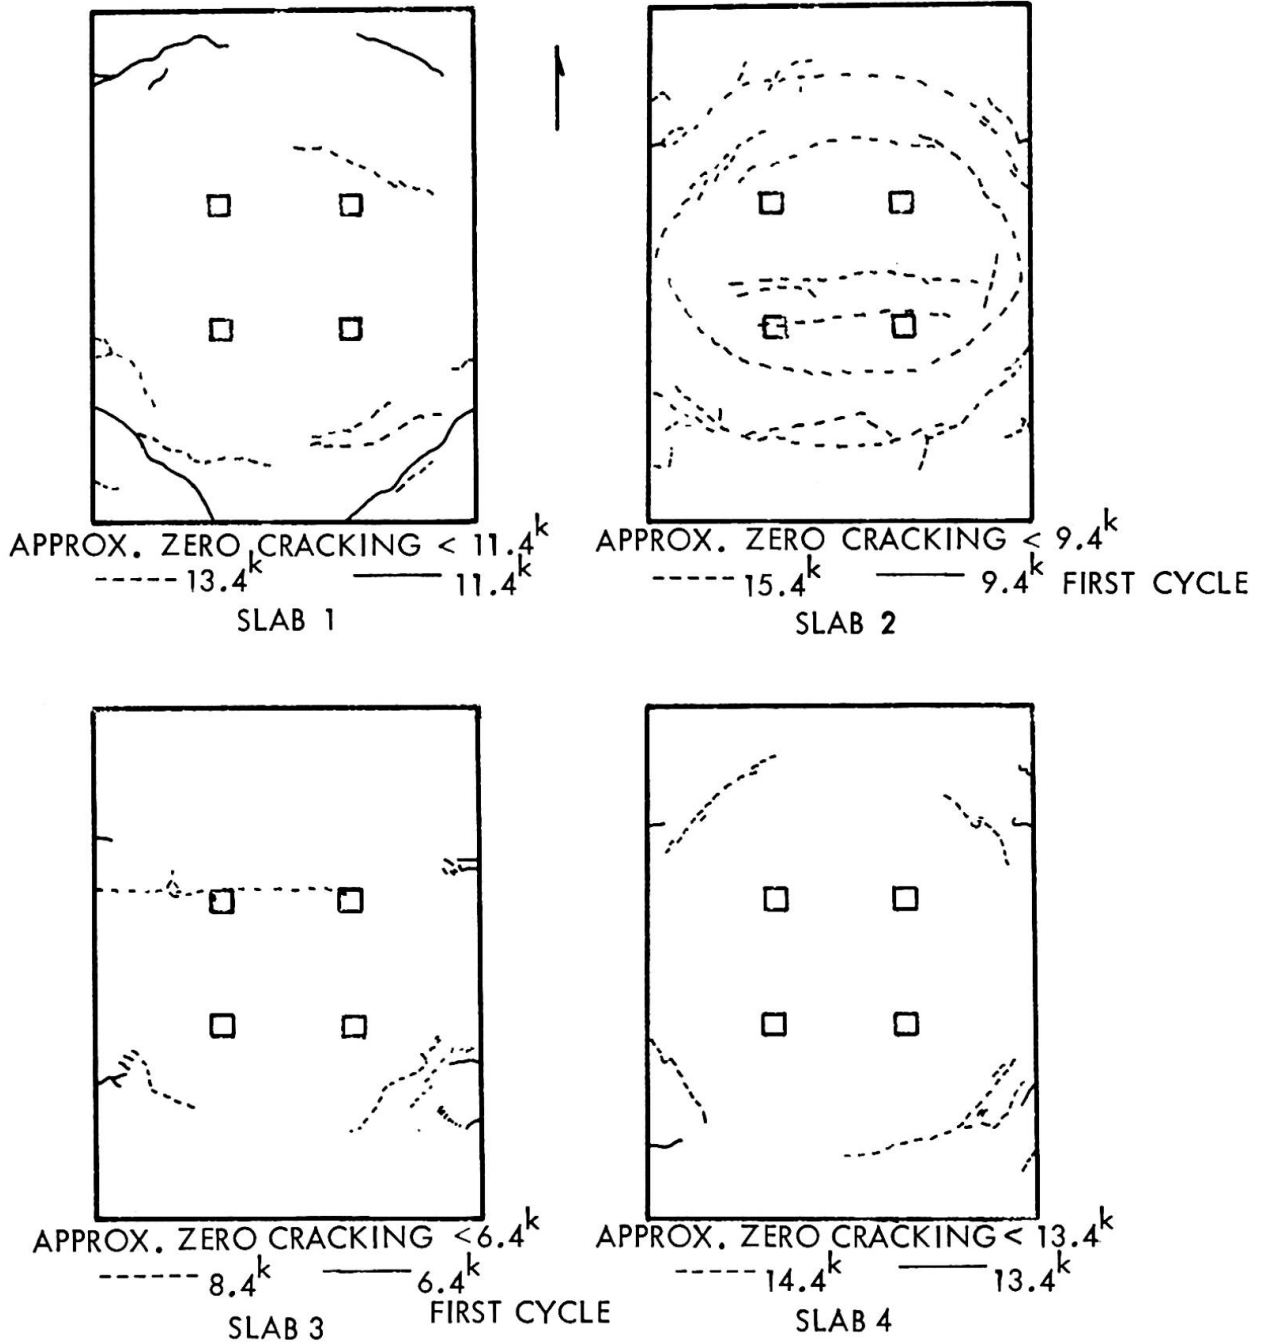 APPROX. ZERO CRACKING < 11.4k
13.4k 11.4k
SLAB 1
APPROX. ZERO CRACKING < 9.4k
15.4k 9.4k FIRST CYCLE
SLAB 2
APPROX. ZERO CRACKING < 6.4k
8.4k 6.4k
FIRST CYCLE
SLAB 3
APPROX. ZERO CRACKING < 13.4k
14.4k 13.4k
SLAB 4